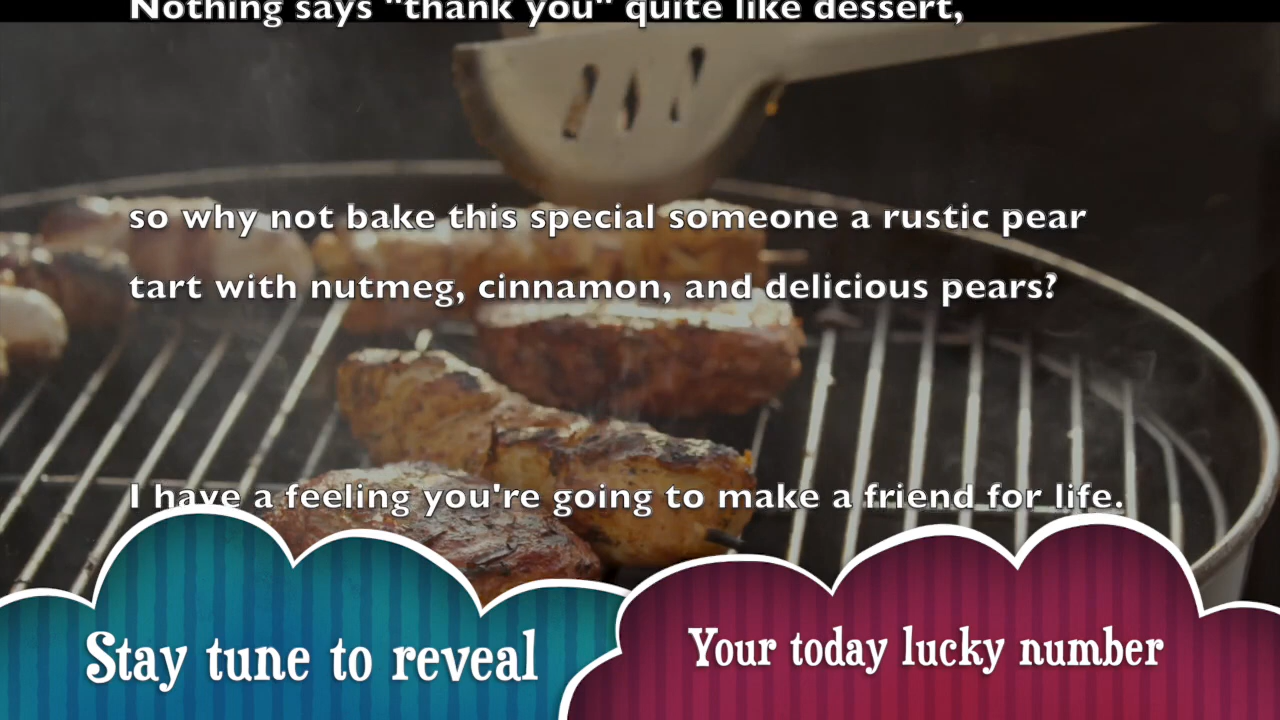 Nothing says "thank you" quite like dessert,
so why not bake this special someone a rustic pear
tart with nutmeg, cinnamon, and delicious pears?
I have a feeling you're going to make a friend for life.
Stay tune to reveal
Your today lucky number